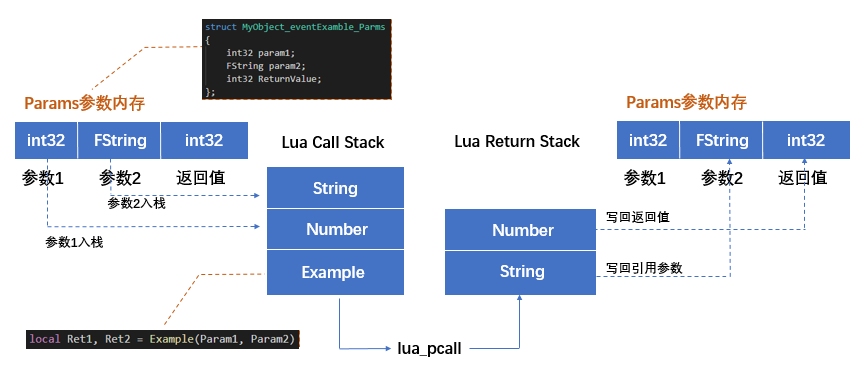 struct MyObject_eventExamble_Parms
{
int32 param1;
FString param2;
int32 ReturnValue;
};
Params参数内存
int32 FString int32
参数1 参数2 返回值
参数2入栈
参数1入栈
Lua Call Stack
String
Number
Example
local Ret1, Ret2 = Example(Param1, Param2)
lua_pcall
Lua Return Stack
Number
String
写回返回值
写回引用参数
Params参数内存
int32 FString int32
参数1 参数2 返回值